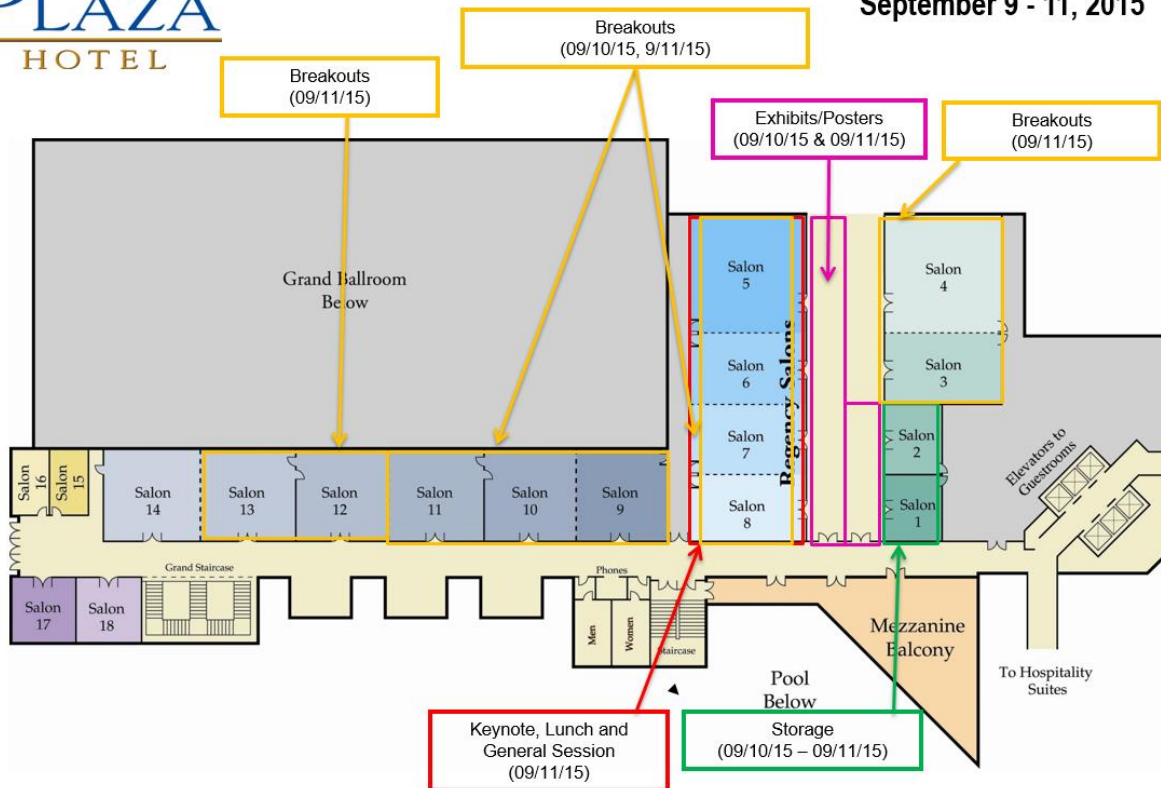 PLAZA
HOTEL
September 9 - 11, 2015
Breakouts
(09/10/15, 9/11/15)
Breakouts
(09/11/15)
Exhibits/Posters
(09/10/15 & 09/11/15)
Breakouts
(09/11/15)
Grand Ballroom
Below
Salon
5
Salon
6
Salon
7
Salon
8
Regency Salons
Salon
4
Salon
3
Salon
2
Salon
1
Elevators to
Guestrooms
Salon
16
Salon
15
Salon
14
Salon
13
Salon
12
Salon
11
Salon
10
Salon
9
Grand Staircase
Salon
17
Salon
18
Phones
Men
Women
Staircase
Mezzanine
Balcony
Pool
Below
To Hospitality
Suites
Keynote, Lunch and
General Session
(09/11/15)
Storage
(09/10/15 – 09/11/15)